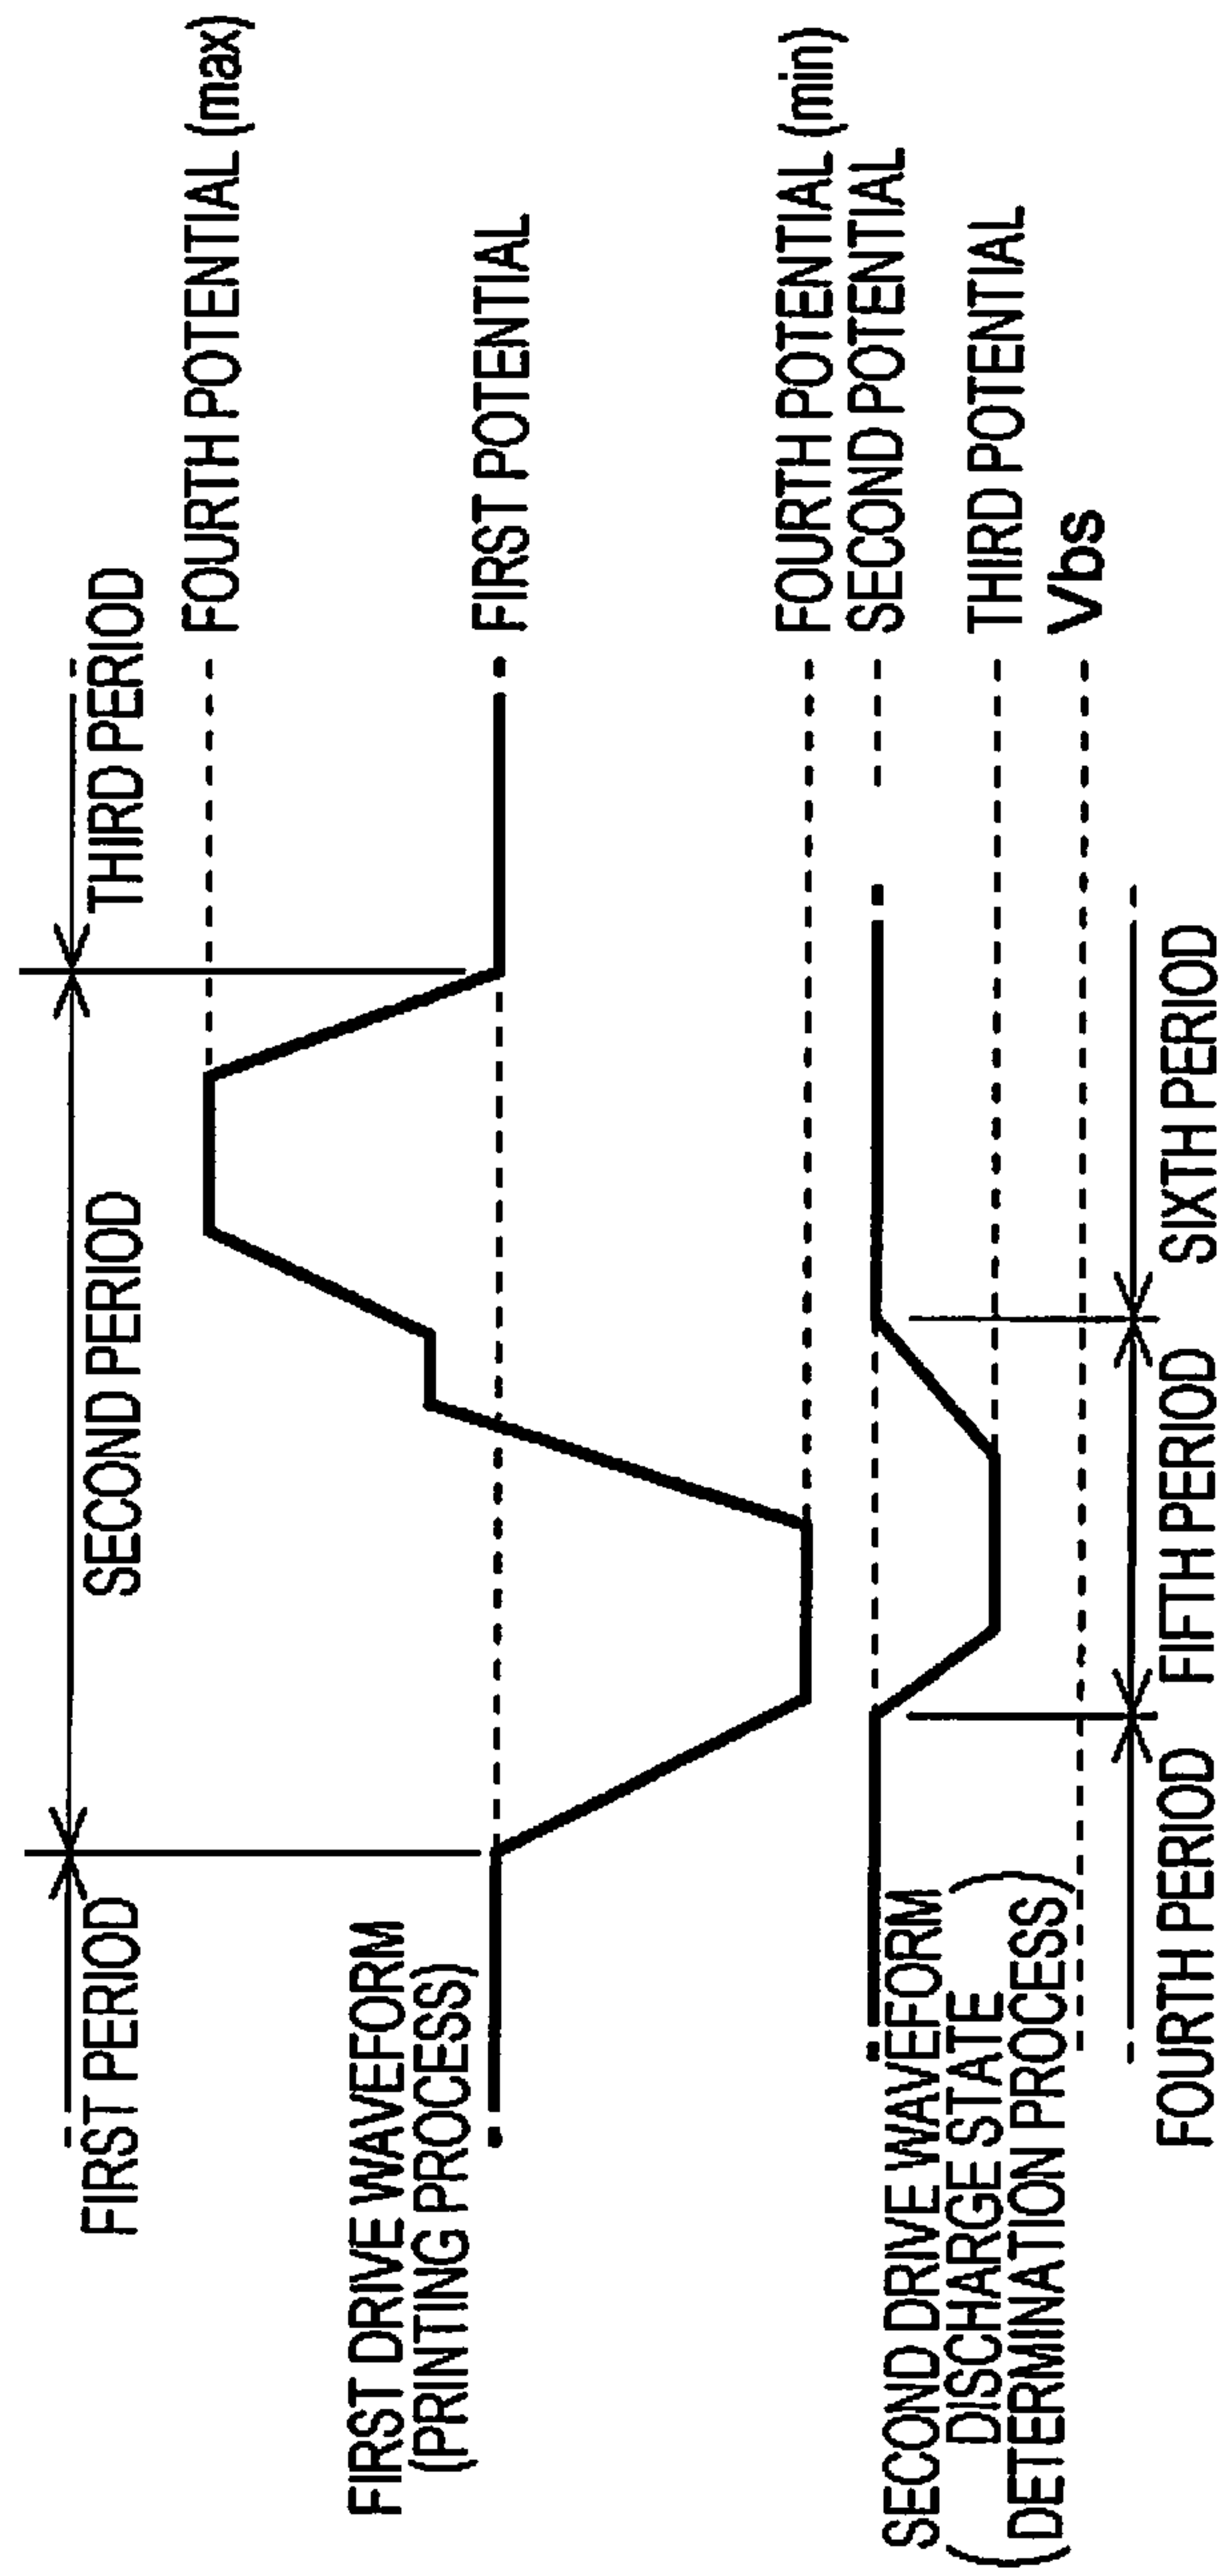 FIRST PERIOD
SECOND PERIOD
THIRD PERIOD
FOURTH POTENTIAL (max)
FIRST DRIVE WAVEFORM
(PRINTING PROCESS)
FIRST POTENTIAL
FOURTH POTENTIAL (min)
SECOND POTENTIAL
SECOND DRIVE WAVEFORM
(DISCHARGE STATE
DETERMINATION PROCESS)
THIRD POTENTIAL
Vbs
FOURTH PERIOD
FIFTH PERIOD
SIXTH PERIOD